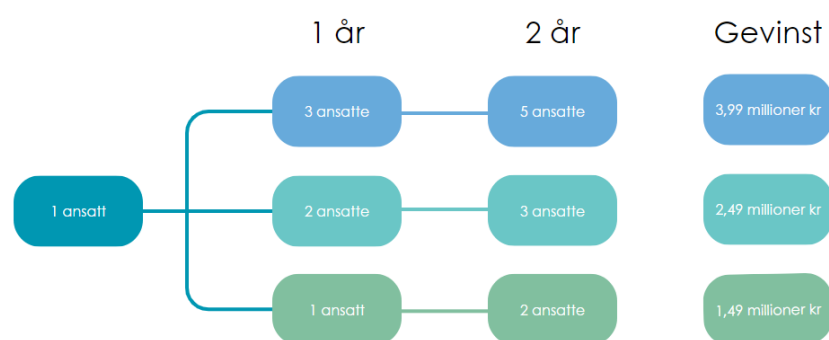 1 år 2 år Gevinst
3 ansatte 5 ansatte 3,99 millioner kr
1 ansatt 2 ansatte 3 ansatte 2,49 millioner kr
1 ansatt 2 ansatte 1,49 millioner kr